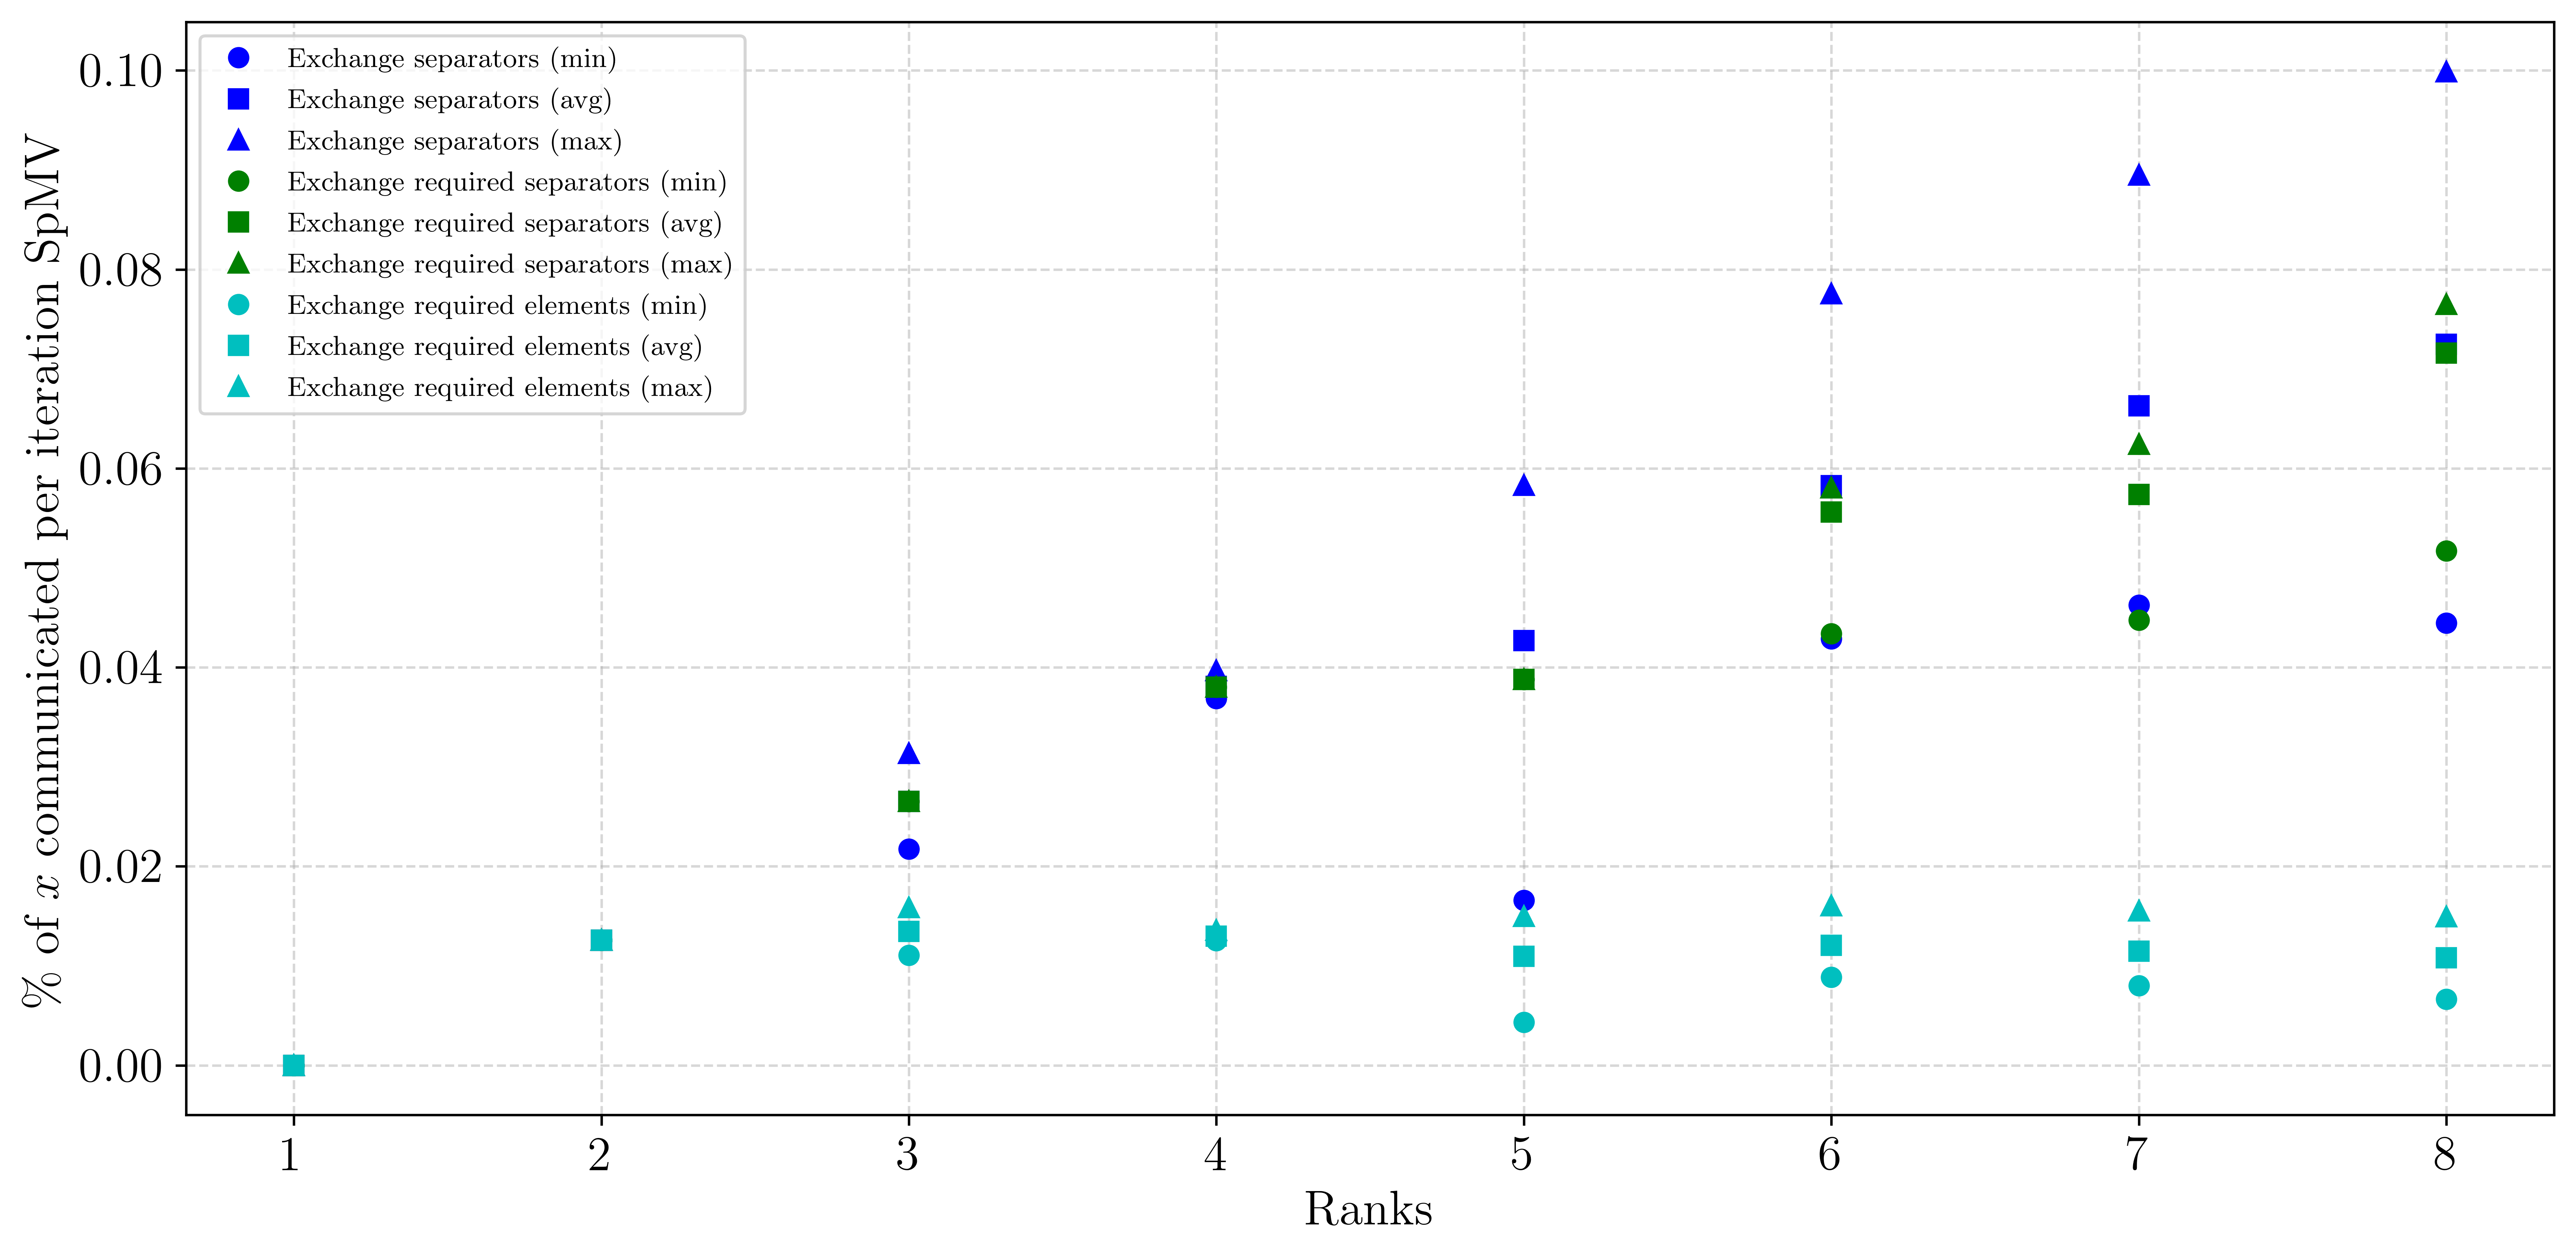 % of x communicated per iteration SpMV
0.10
0.08
0.06
0.04
0.02
0.00
Exchange separators (min)
Exchange separators (avg)
Exchange separators (max)
Exchange required separators (min)
Exchange required separators (avg)
Exchange required separators (max)
Exchange required elements (min)
Exchange required elements (avg)
Exchange required elements (max)
1 2 3 4 5 6 7 8
Ranks